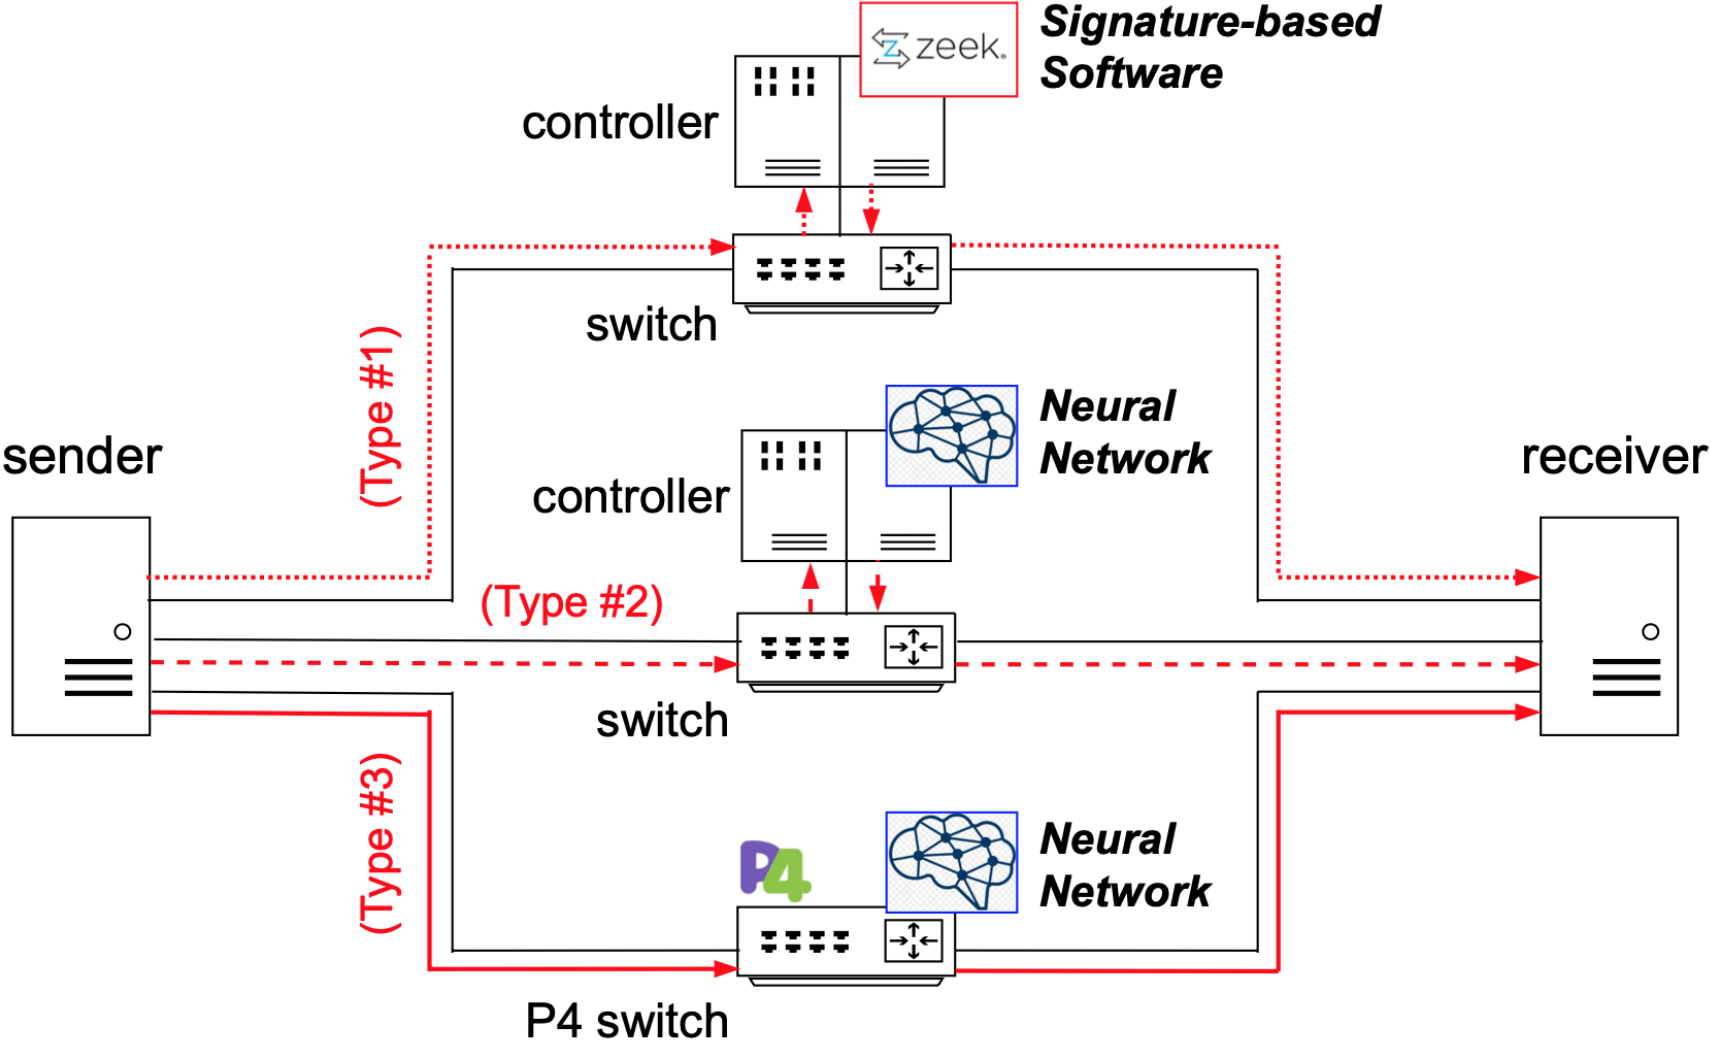 Signature-based
Software
zeek.
controller
switch
(Type #1)
Neural
Network
controller
sender
receiver
(Type #2)
switch
(Type #3)
P4
Neural
Network
P4 switch